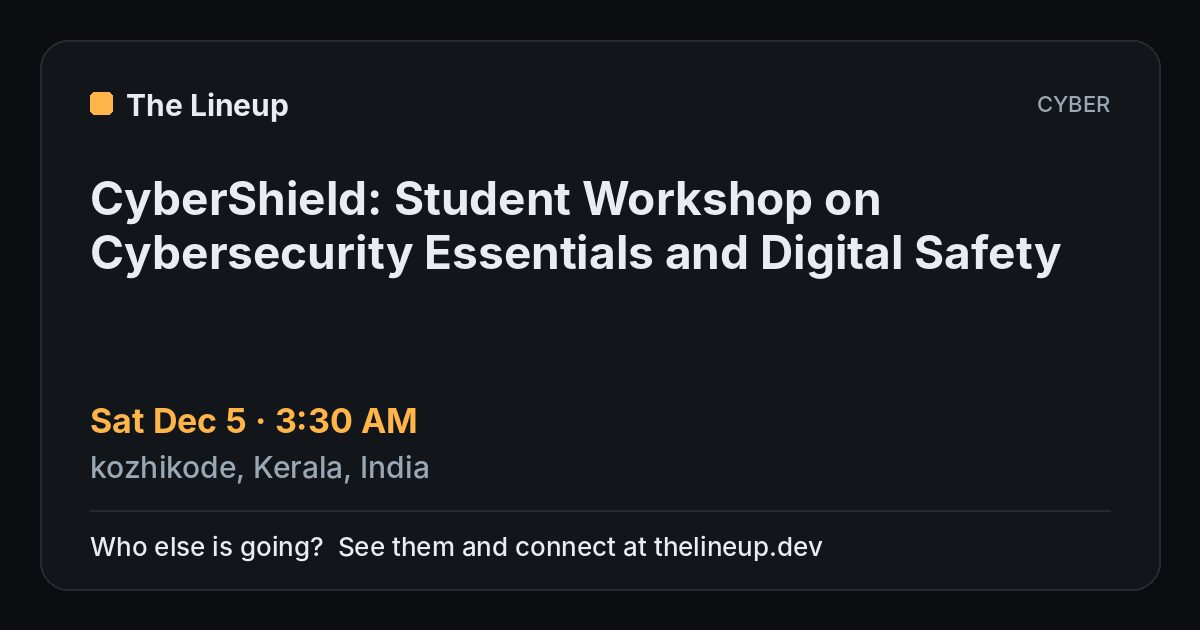 The Lineup
CYBER
CyberShield: Student Workshop on
Cybersecurity Essentials and Digital Safety
Sat Dec 5 · 3:30 AM
kozhikode, Kerala, India
Who else is going? See them and connect at thelineup.dev